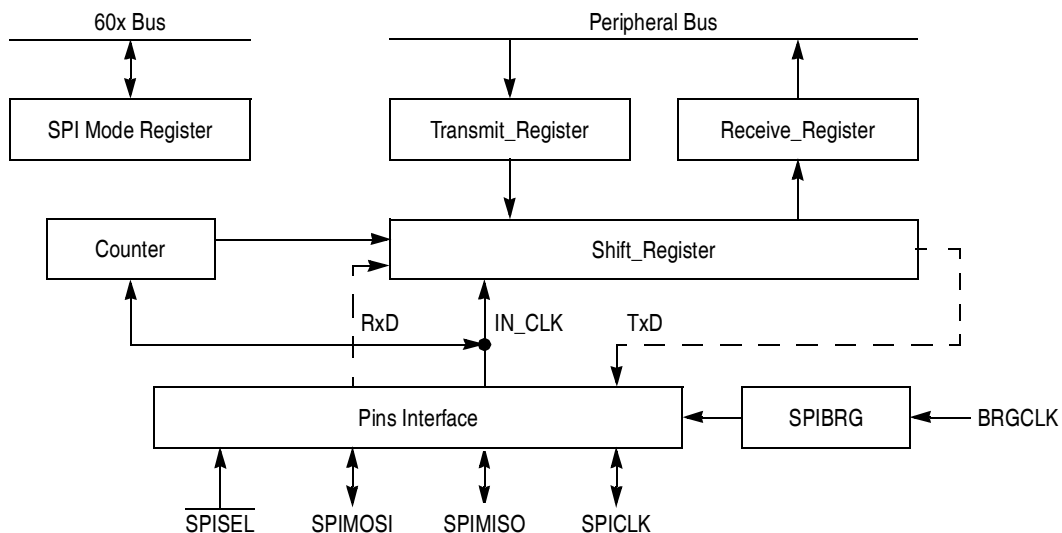 60x Bus
Peripheral Bus
SPI Mode Register
Transmit_Register
Receive_Register
Counter
Shift_Register
RxD
IN_CLK
TxD
Pins Interface
SPIBRG
BRGCLK
SPISEL
SPIMOSI
SPIMISO
SPICLK